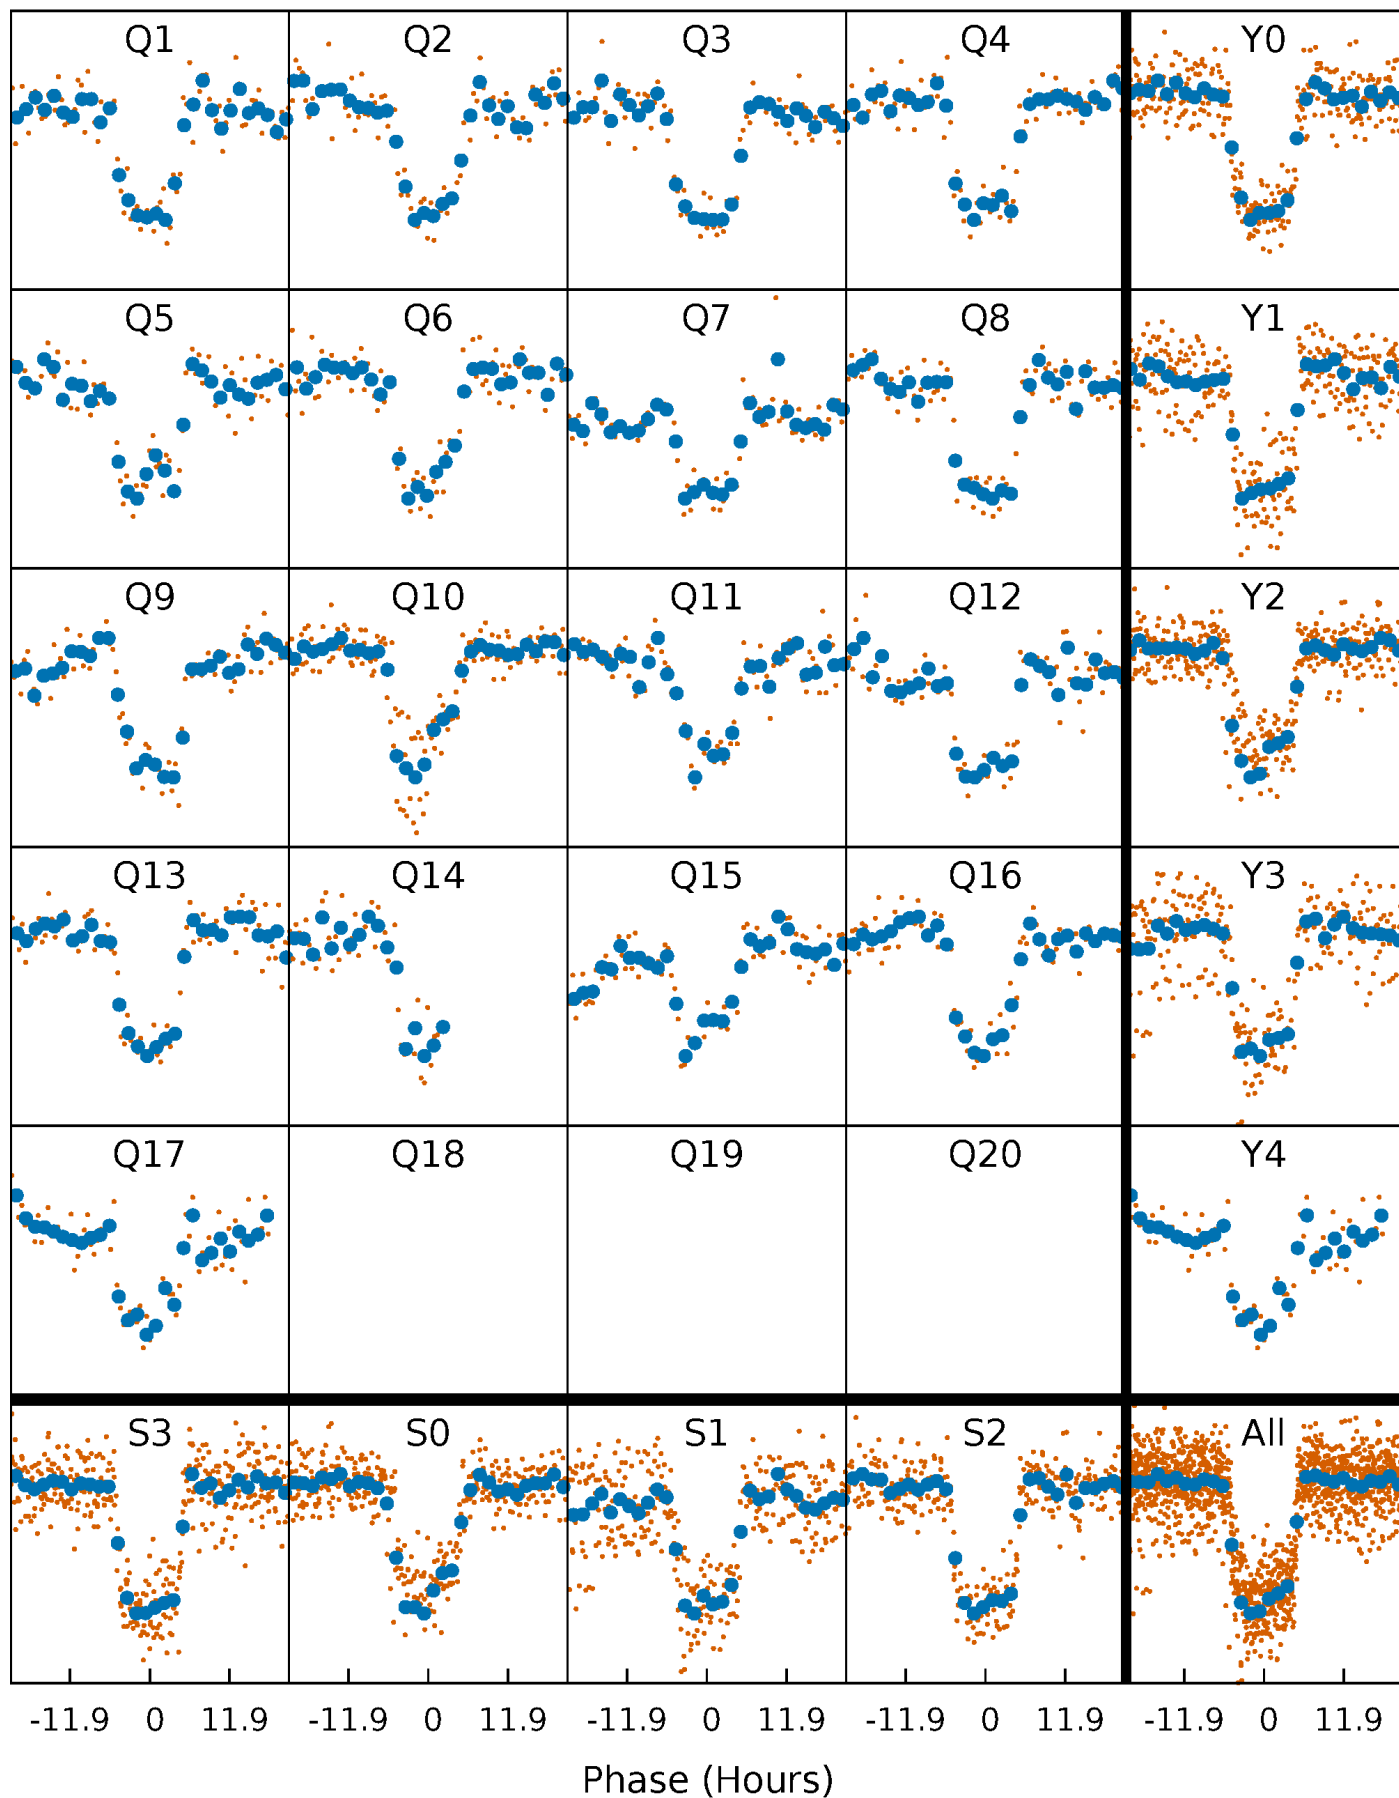 Q1 Q2 Q3 Q4 Y0
Q5 Q6 Q7 Q8 Y1
Q9 Q10 Q11 Q12 Y2
Q13 Q14 Q15 Q16 Y3
Q17 Q18 Q19 Q20 Y4
S3 S0 S1 S2 All
-11.9 0 11.9 -11.9 0 11.9 -11.9 0 11.9 -11.9 0 11.9 -11.9 0 11.9
Phase (Hours)